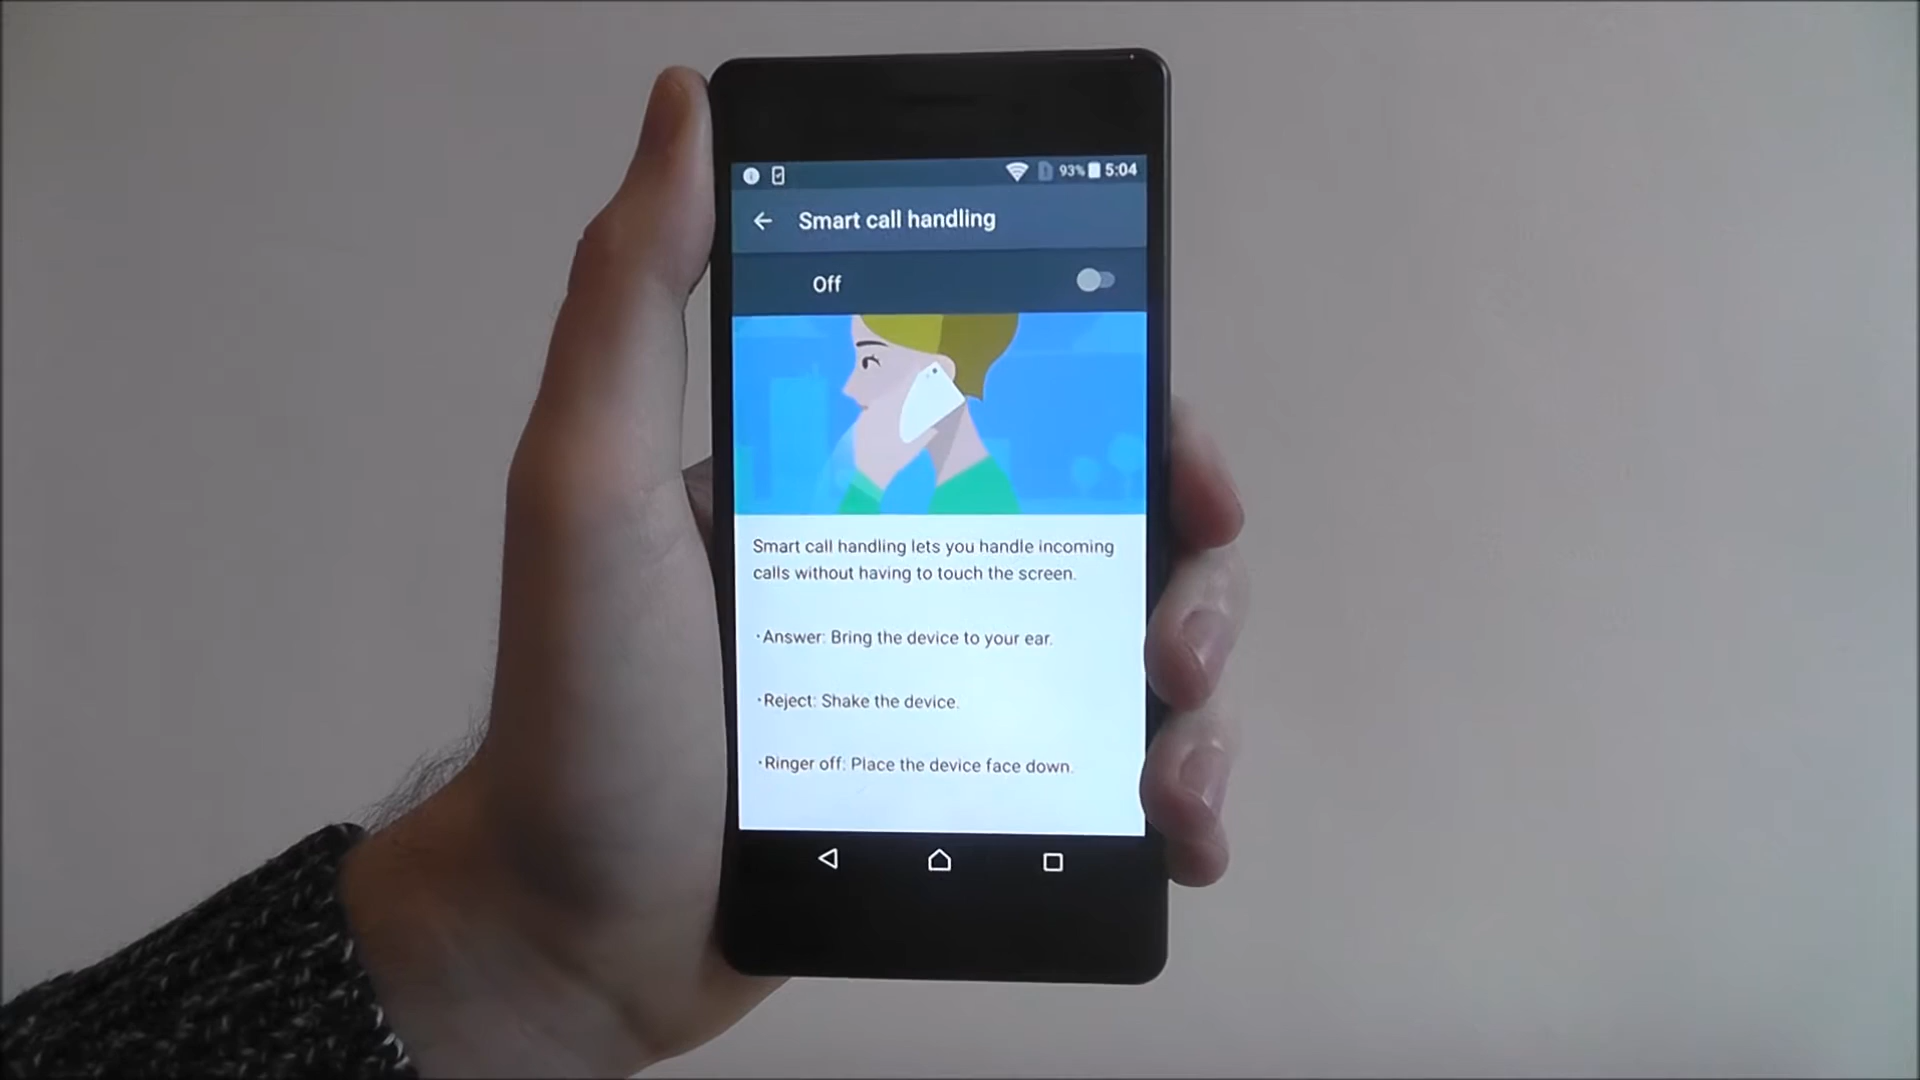 93% 5:04
Smart call handling
Off
Smart call handling lets you handle incoming
calls without having to touch the screen.
·Answer: Bring the device to your ear.
·Reject: Shake the device.
·Ringer off: Place the device face down.